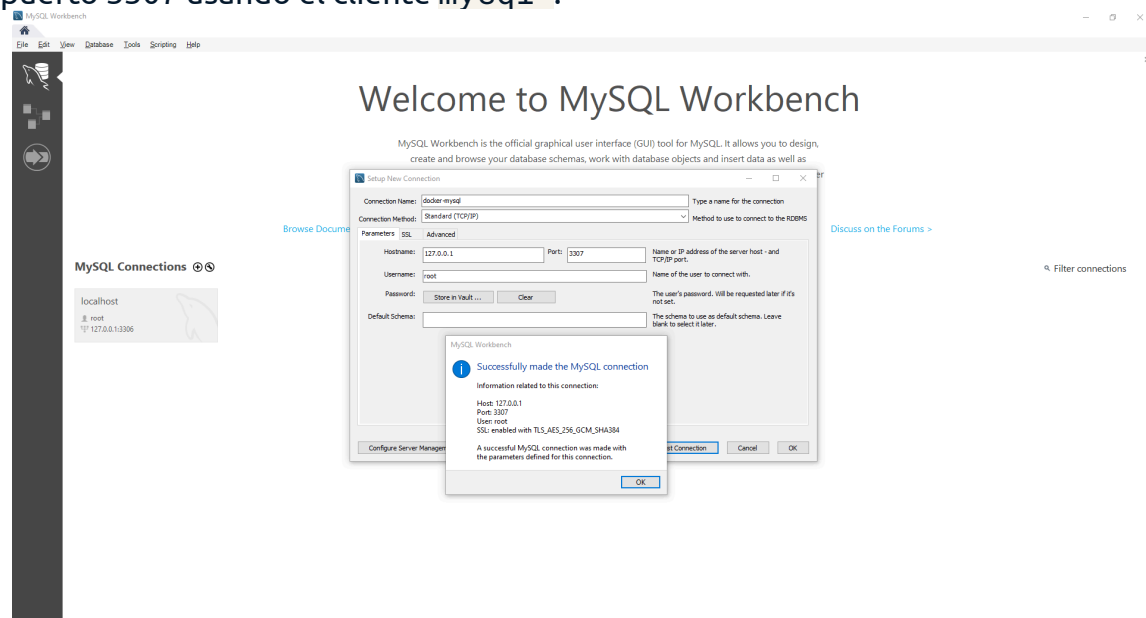 puerto 3307 usando el cliente mysql .
MySQL Workbench
File Edit View Database Tools Scripting Help
Welcome to MySQL Workbench
MySQL Workbench is the official graphical user interface (GUI) tool for MySQL. It allows you to design,
create and browse your database schemas, work with database objects and insert data as well as
Setup New Connection
Connection Name: docker-mysql Type a name for the connection
Connection Method: Standard (TCP/IP) Method to use to connect to the RDBMS
Browse Docume Discuss on the Forums >
Parameters SSL Advanced
Hostname: 127.0.0.1 Port: 3307 Name or IP address of the server host - and
TCP/IP port.
MySQL Connections Filter connections
Username: root Name of the user to connect with.
Password: Store in Vault ... Clear The user's password. Will be requested later if it's
not set.
localhost
root
127.0.0.1:3306
Default Schema: The schema to use as default schema. Leave
blank to select it later.
MySQL Workbench
Successfully made the MySQL connection
Information related to this connection:
Host: 127.0.0.1
Port: 3307
User: root
SSL: enabled with TLS_AES_256_GCM_SHA384
A successful MySQL connection was made with
the parameters defined for this connection.
OK
Configure Server Managem st Connection Cancel OK